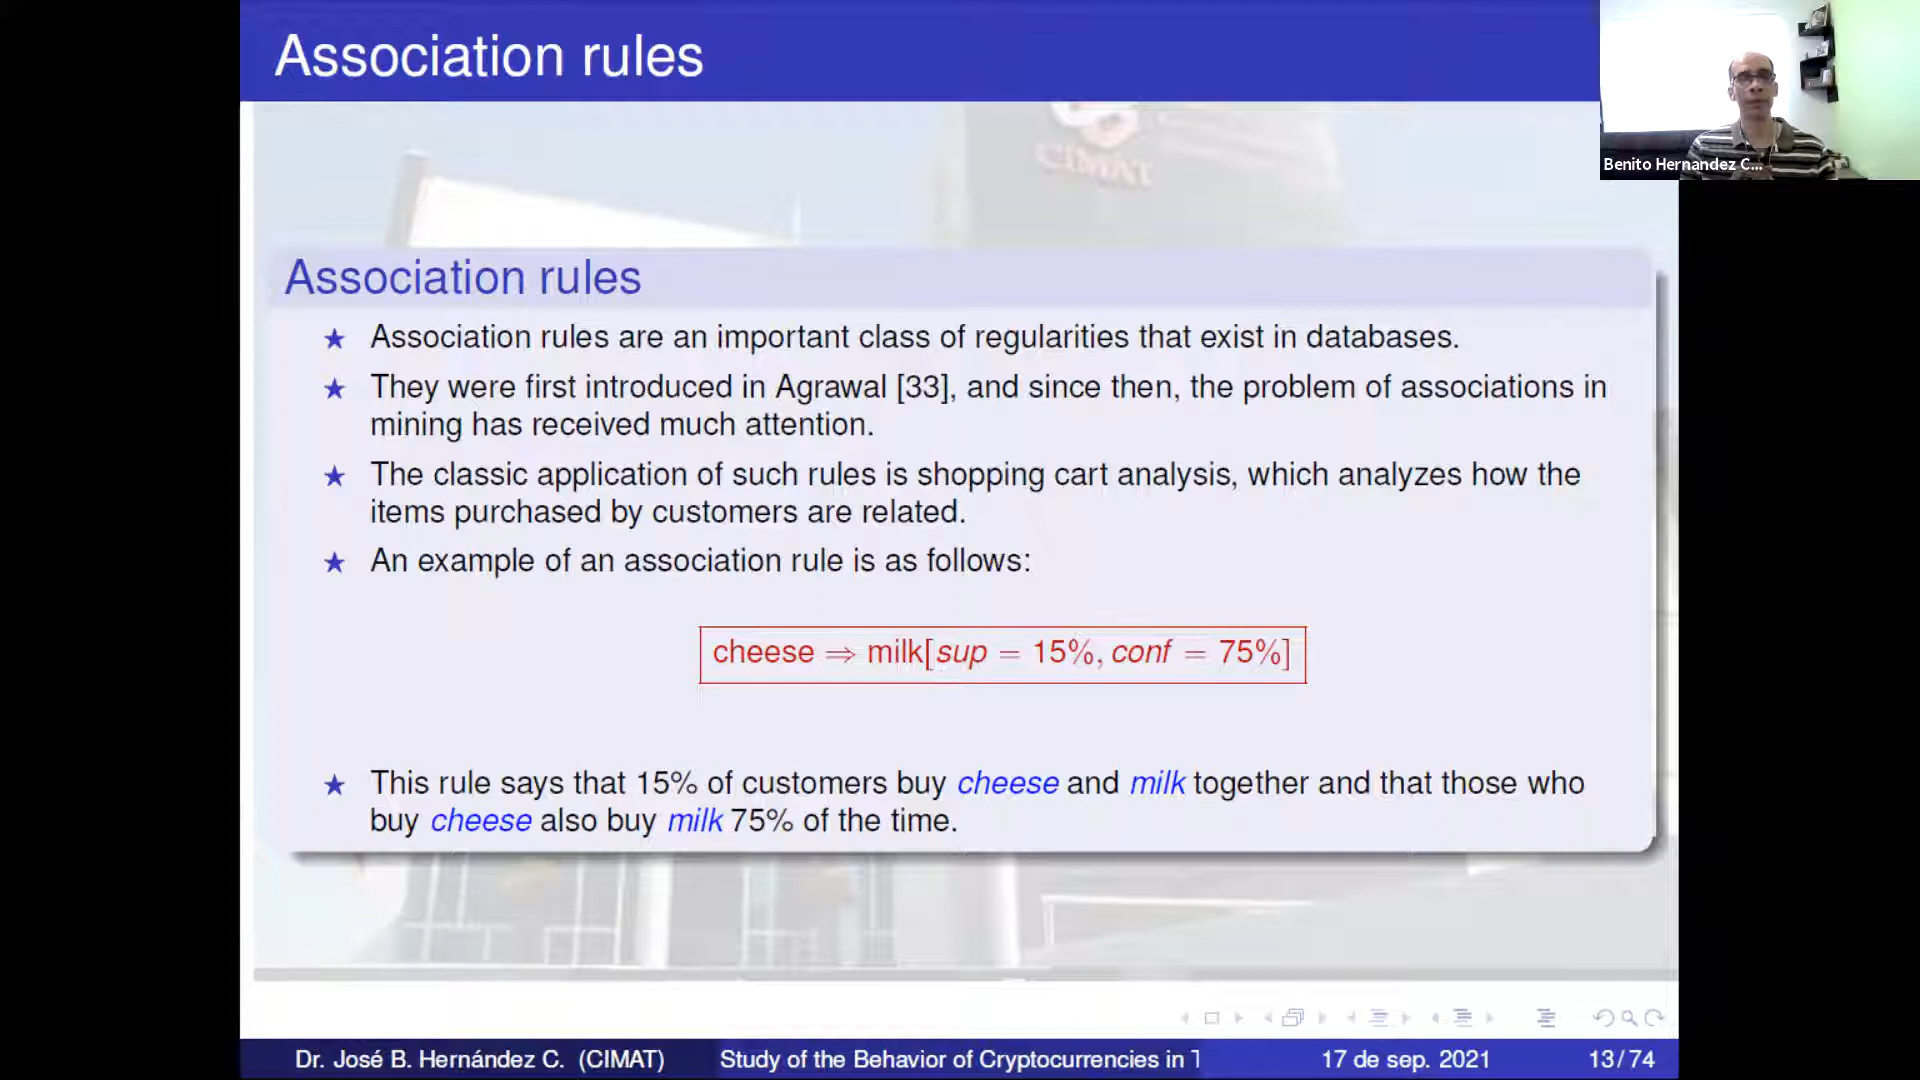 Association rules
Benito Hernandez C...
CIMAT
Association rules
★ Association rules are an important class of regularities that exist in databases.
★ They were first introduced in Agrawal [33], and since then, the problem of associations in
mining has received much attention.
★ The classic application of such rules is shopping cart analysis, which analyzes how the
items purchased by customers are related.
★ An example of an association rule is as follows:
cheese ⇒ milk[sup = 15%, conf = 75%]
★ This rule says that 15% of customers buy cheese and milk together and that those who
buy cheese also buy milk 75% of the time.
Dr. José B. Hernández C. (CIMAT) Study of the Behavior of Cryptocurrencies in T 17 de sep. 2021 13/74